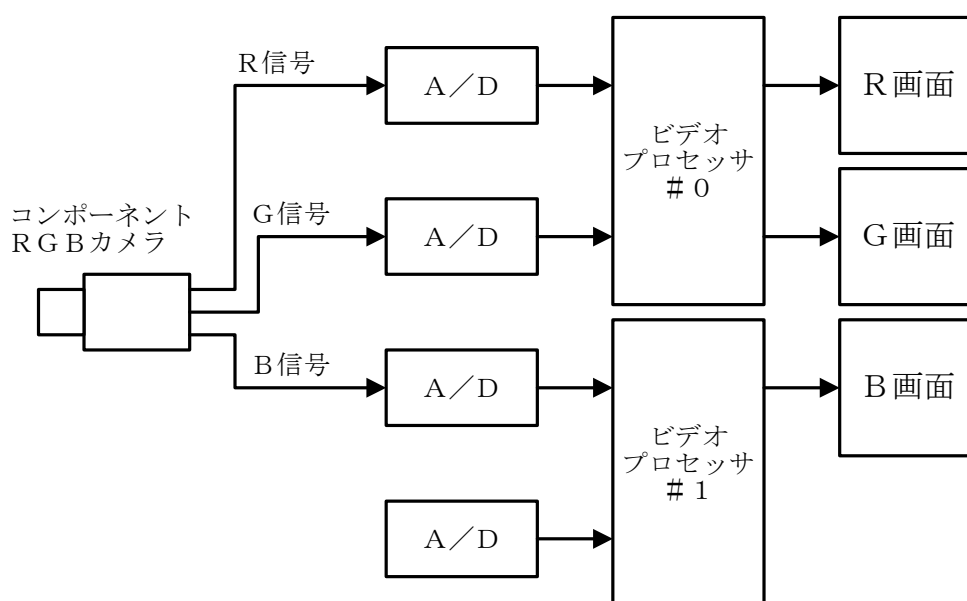 R信号
A/D
ビデオ
プロセッサ
#0
R画面
コンポーネント
RGBカメラ
G信号
A/D
G画面
B信号
A/D
ビデオ
プロセッサ
#1
B画面
A/D